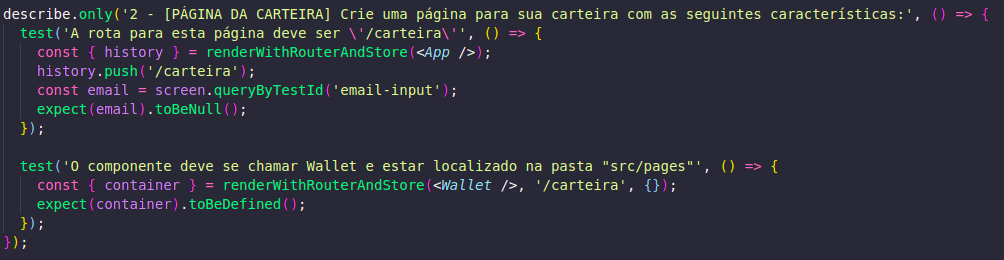 describe.only('2 - [PÁGINA DA CARTEIRA] Crie uma página para sua carteira com as seguintes características:', () => {
  test('A rota para esta página deve ser \'/carteira\'', () => {
    const { history } = renderWithRouterAndStore(<App />);
    history.push('/carteira');
    const email = screen.queryByTestId('email-input');
    expect(email).toBeNull();
  });

  test('O componente deve se chamar Wallet e estar localizado na pasta "src/pages"', () => {
    const { container } = renderWithRouterAndStore(<Wallet />, '/carteira', {});
    expect(container).toBeDefined();
  });
});